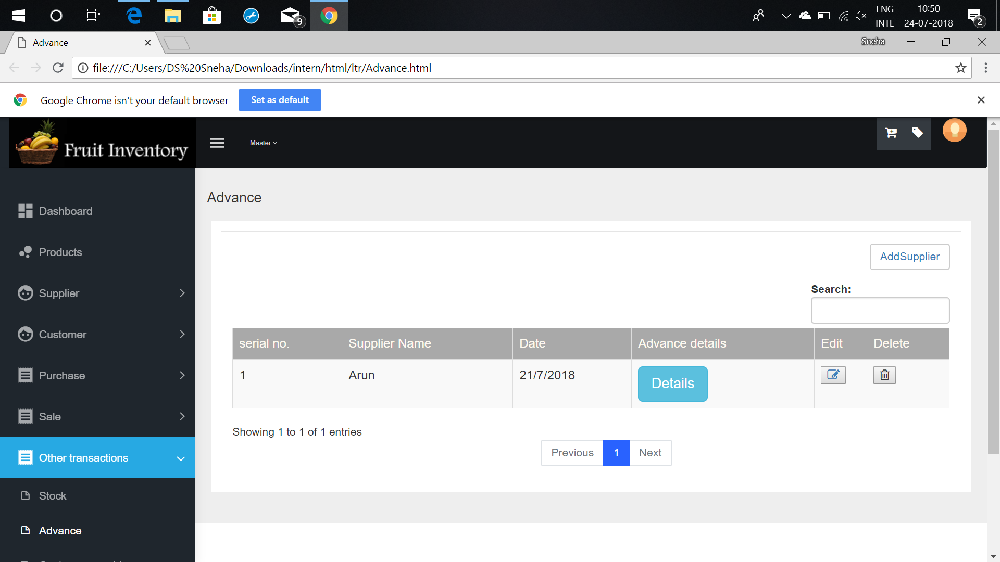 9
ENG
INTL
10:50
24-07-2018
2
Advance
Sneha
file:///C:/Users/DS%20Sneha/Downloads/intern/html/ltr/Advance.html
Google Chrome isn't your default browser
Set as default
Fruit Inventory
Master
Dashboard
Products
Supplier
Customer
Purchase
Sale
Other transactions
Stock
Advance
Advance
AddSupplier
Search:
serial no. Supplier Name Date Advance details Edit Delete
1 Arun 21/7/2018 Details
Showing 1 to 1 of 1 entries
Previous 1 Next